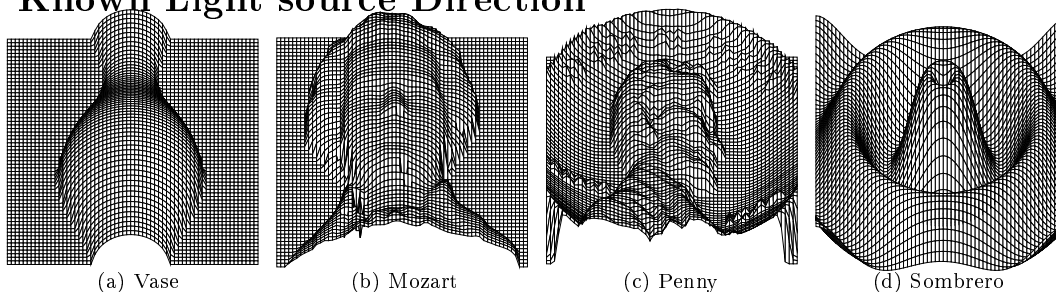 Known Light source Direction
(a) Vase (b) Mozart (c) Penny (d) Sombrero